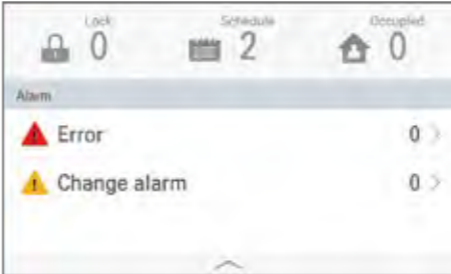 Lock
0
Schedule
2
Occupied
0
Alarm
Error 0
Change alarm 0